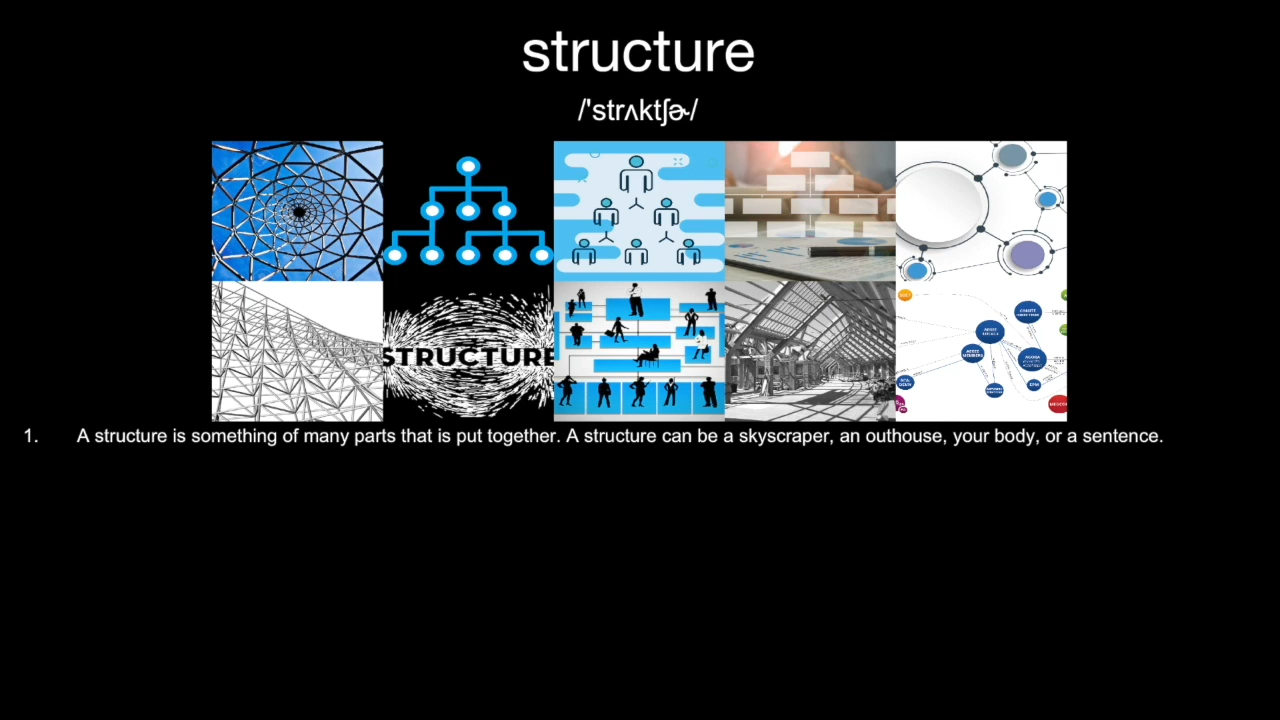 structure
/ˈstrʌktʃɚ/
STRUCTURE
1. A structure is something of many parts that is put together. A structure can be a skyscraper, an outhouse, your body, or a sentence.